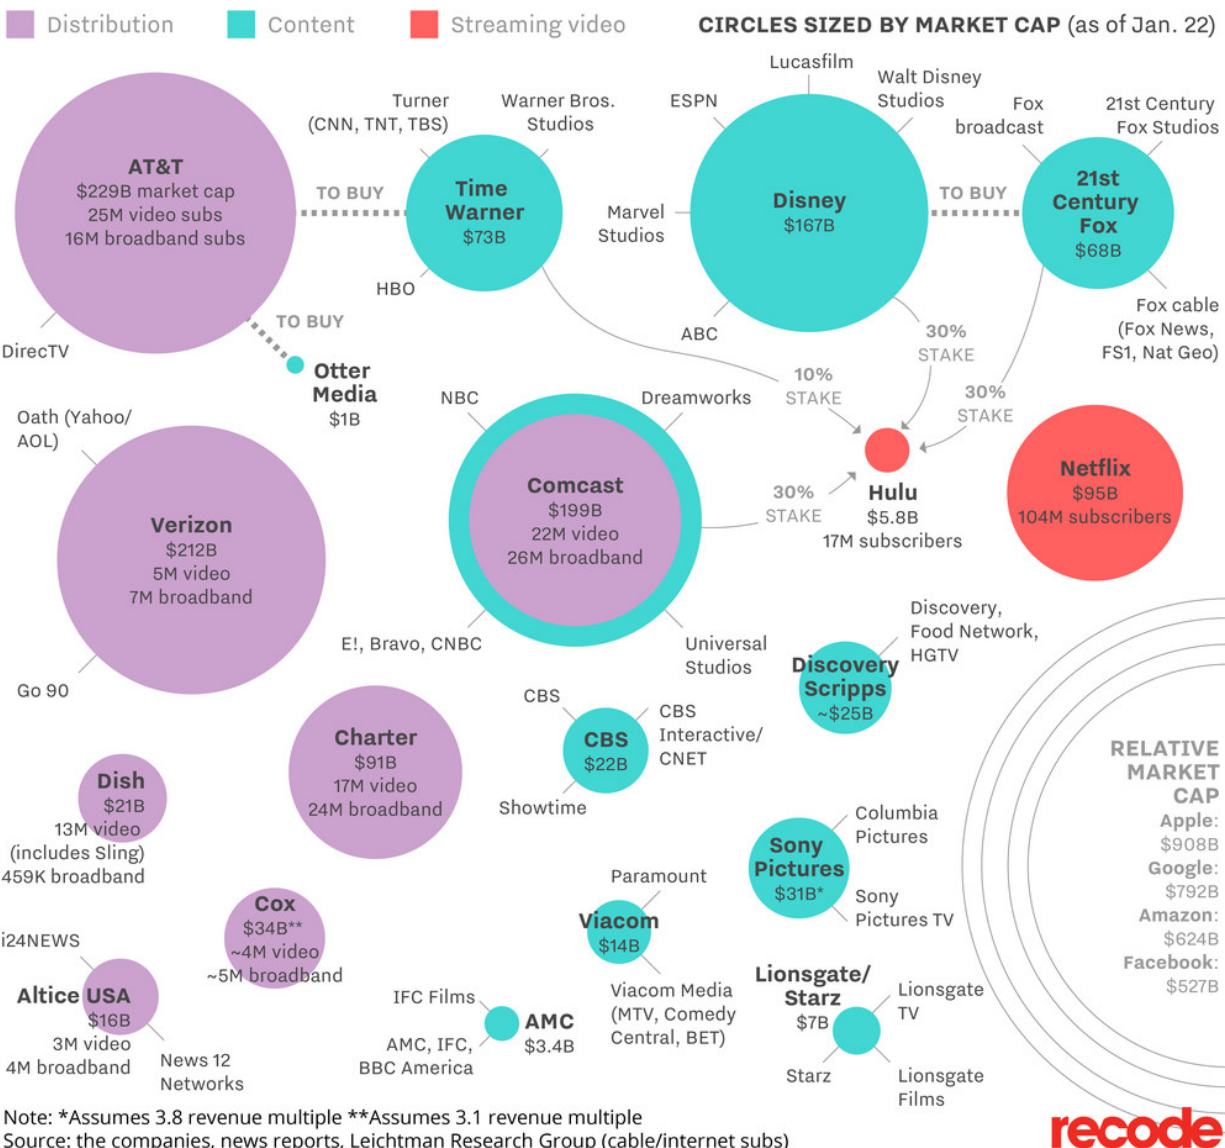 Distribution
Content
Streaming video
CIRCLES SIZED BY MARKET CAP (as of Jan. 22)
AT&T
$229B market cap
25M video subs
16M broadband subs
DirecTV
TO BUY
TO BUY
Otter
Media
$1B
Turner
(CNN, TNT, TBS)
Warner Bros.
Studios
Time
Warner
$73B
HBO
Lucasfilm
ESPN
Walt Disney
Studios
Marvel
Studios
Disney
$167B
ABC
TO BUY
Fox
broadcast
21st Century
Fox Studios
21st
Century
Fox
$68B
Fox cable
(Fox News,
FS1, Nat Geo)
10%
STAKE
30%
STAKE
30%
STAKE
30%
STAKE
Hulu
$5.8B
17M subscribers
Netflix
$95B
104M subscribers
Oath (Yahoo/
AOL)
Verizon
$212B
5M video
7M broadband
Go 90
NBC
Dreamworks
Comcast
$199B
22M video
26M broadband
E!, Bravo, CNBC
Universal
Studios
Discovery,
Food Network,
HGTV
Discovery
Scripps
~$25B
Charter
$91B
17M video
24M broadband
CBS
CBS
Interactive/
CNET
CBS
$22B
Showtime
Dish
$21B
13M video
(includes Sling)
459K broadband
Cox
$34B**
~4M video
~5M broadband
Columbia
Pictures
Sony
Pictures
$31B*
Sony
Pictures TV
Paramount
Viacom
$14B
Viacom Media
(MTV, Comedy
Central, BET)
i24NEWS
Altice USA
$16B
3M video
4M broadband
News 12
Networks
IFC Films
AMC
$3.4B
AMC, IFC,
BBC America
Lionsgate/
Starz
$7B
Lionsgate
TV
Starz
Lionsgate
Films
RELATIVE
MARKET
CAP
Apple:
$908B
Google:
$792B
Amazon:
$624B
Facebook:
$527B
Note: *Assumes 3.8 revenue multiple **Assumes 3.1 revenue multiple
Source: the companies, news reports, Leichtman Research Group (cable/internet subs)
recode